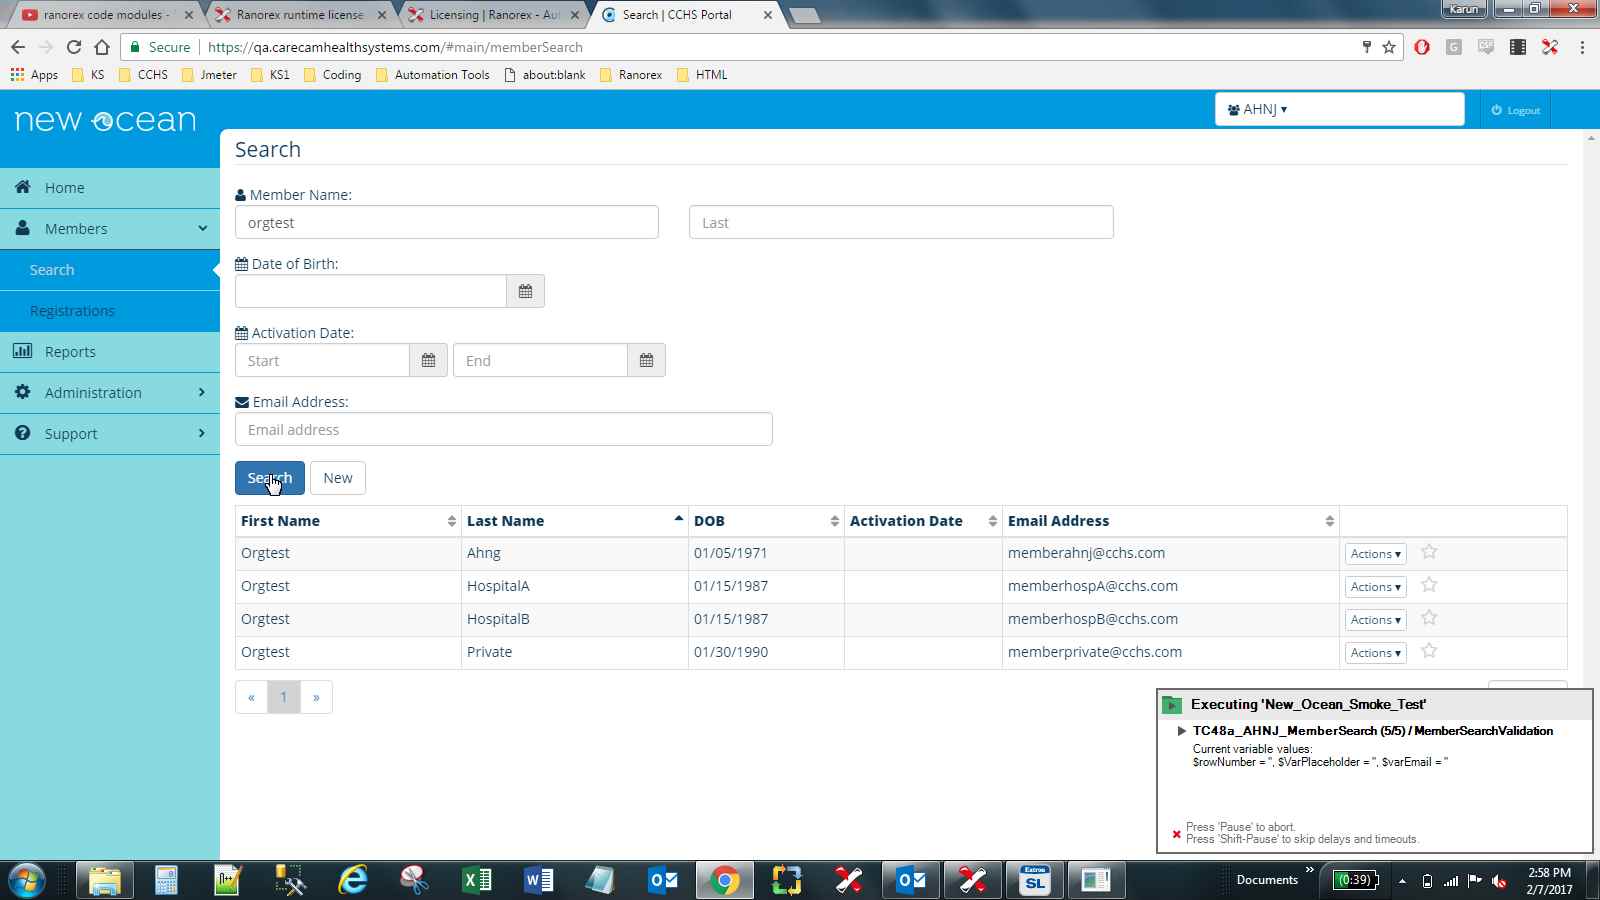 ranorex code modules -
Ranorex runtime license
Licensing | Ranorex - Aut
Search | CCHS Portal
Karun
Secure
https://qa.carecamhealthsystems.com/#main/memberSearch
Apps
KS
CCHS
Jmeter
KS1
Coding
Automation Tools
about:blank
Ranorex
HTML
new ocean
AHNJ ▾
Logout
Home
Members
Search
Registrations
Reports
Administration
Support
Search
Member Name:
orgtest
Last
Date of Birth:
Activation Date:
Start
End
Email Address:
Email address
Search
New
First Name Last Name DOB Activation Date Email Address
Orgtest Ahng 01/05/1971 memberahnj@cchs.com Actions ▾
Orgtest HospitalA 01/15/1987 memberhospA@cchs.com Actions ▾
Orgtest HospitalB 01/15/1987 memberhospB@cchs.com Actions ▾
Orgtest Private 01/30/1990 memberprivate@cchs.com Actions ▾
« 1 »
Executing 'New_Ocean_Smoke_Test'
TC48a_AHNJ_MemberSearch (5/5) / MemberSearchValidation
Current variable values:
$rowNumber = '', $VarPlaceholder = '', $varEmail = ''
Press 'Pause' to abort.
Press 'Shift-Pause' to skip delays and timeouts.
Extron
SL
Documents
»
(0:39)
2:58 PM
2/7/2017